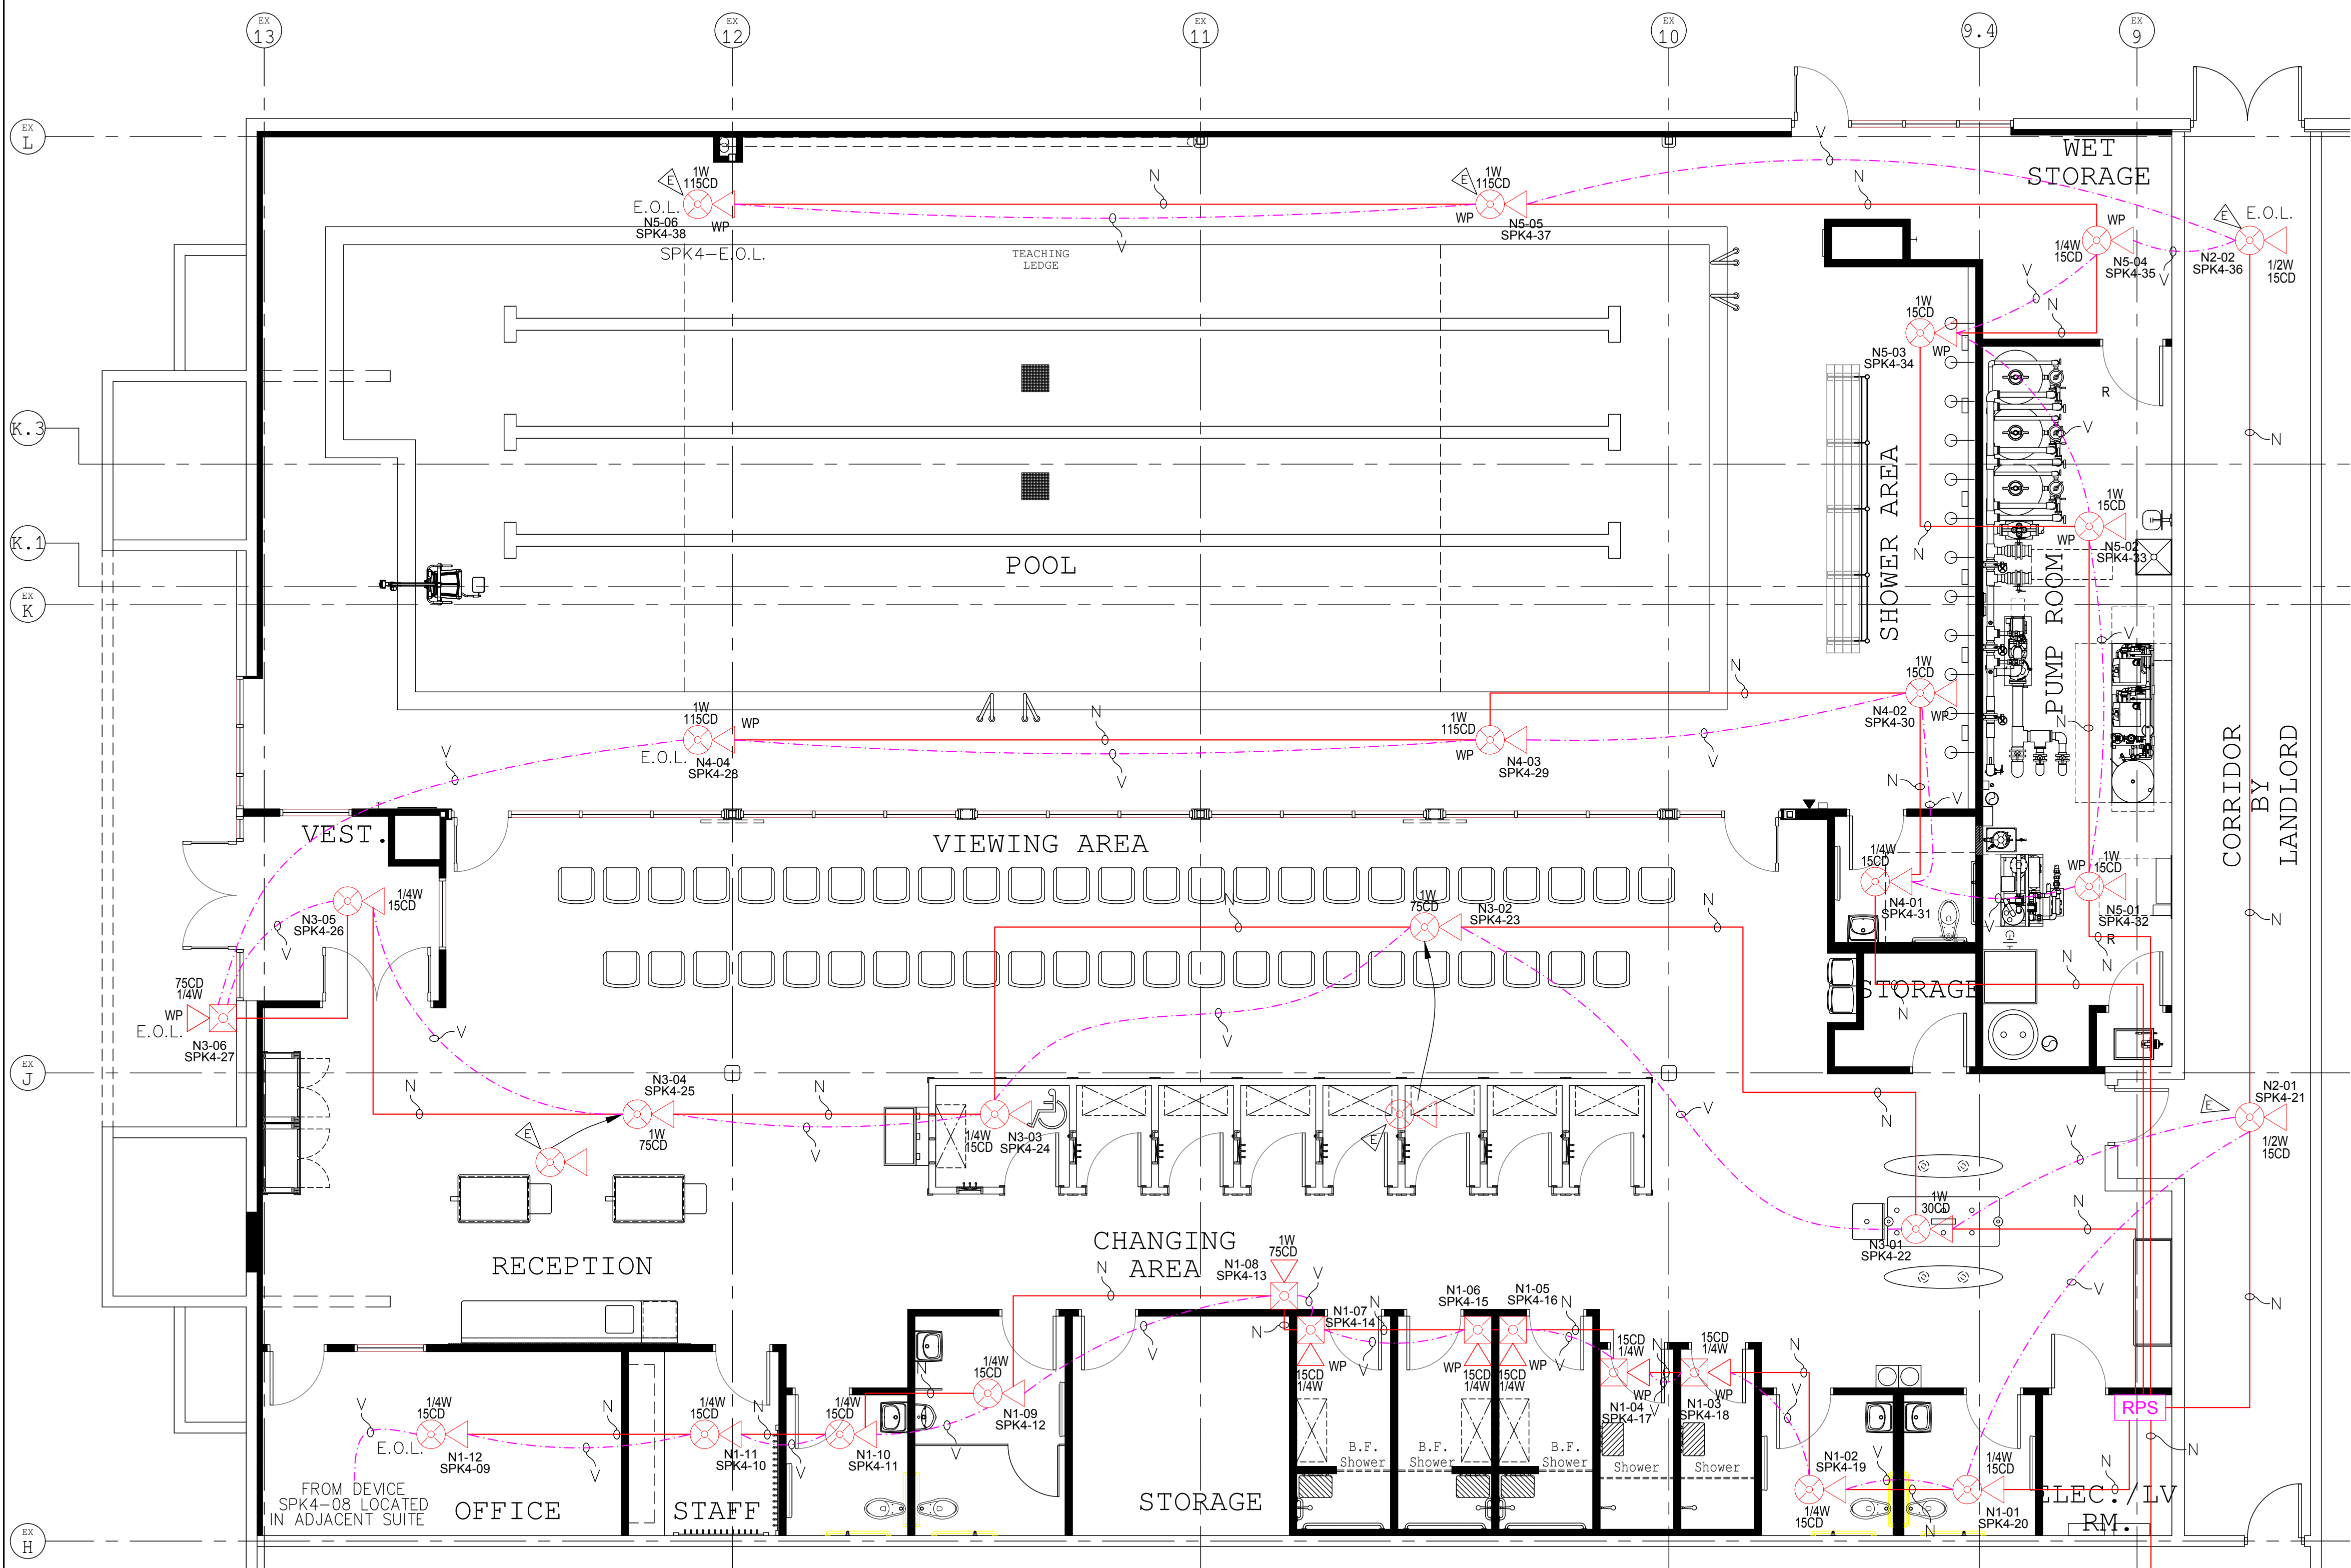 EX
13
EX
12
EX
11
EX
10
9.4
EX
9
EX
L
K.3
K.1
EX
K
EX
J
EX
H
WET
STORAGE
V
N
N
E
1W
115CD
E.O.L.
N5-06
SPK4-38
WP
SPK4-E.O.L.
V
E
1W
115CD
WP
N5-05
SPK4-37
WP
1/4W
15CD
N5-04
SPK4-35
V
E
E.O.L.
N2-02
SPK4-36
1/2W
15CD
TEACHING
LEDGE
V
N
1W
15CD
N5-03
SPK4-34
WP
R
V
N
SHOWER AREA
1W
15CD
WP
N5-02
SPK4-33
N
POOL
PUMP ROOM
V
N
1W
15CD
N4-02
SPK4-30
WP
N
1W
115CD
WP
E.O.L.
N4-04
SPK4-28
N
V
1W
115CD
WP
N4-03
SPK4-29
V
V
N
V
CORRIDOR
BY
LANDLORD
VEST.
VIEWING AREA
1/4W
15CD
N4-01
SPK4-31
V
WP
1W
15CD
N5-01
SPK4-32
R
N
N
N
1/4W
15CD
N3-05
SPK4-26
V
N
1W
75CD
N3-02
SPK4-23
N
STORAGE
N
N
75CD
1/4W
WP
E.O.L.
N3-06
SPK4-27
V
V
N
N3-04
SPK4-25
1W
75CD
E
N
V
1/4W
15CD
N3-03
SPK4-24
E
V
N
N2-01
SPK4-21
E
1/2W
15CD
V
N
1W
30CD
N3-01
SPK4-22
V
N
RECEPTION
CHANGING
AREA
N
1W
75CD
N1-08
SPK4-13
V
N
N1-07
SPK4-14
N
15CD
1/4W
WP
V
N1-06
SPK4-15
WP
15CD
1/4W
N1-05
SPK4-16
N
15CD
1/4W
WP
V
15CD
1/4W
N
WP
N1-04
SPK4-17
V
15CD
1/4W
WP
N1-03
SPK4-18
N
V
V
1/4W
15CD
E.O.L.
N1-12
SPK4-09
N
V
1/4W
15CD
N1-11
SPK4-10
N
V
1/4W
15CD
N1-10
SPK4-11
N
V
1/4W
15CD
N1-09
SPK4-12
V
B.F.
Shower
B.F.
Shower
B.F.
Shower
Shower
Shower
N1-02
SPK4-19
1/4W
15CD
V
N
1/4W
15CD
N1-01
SPK4-20
N
RPS
N
FROM DEVICE
SPK4-08 LOCATED
IN ADJACENT SUITE
OFFICE
STAFF
STORAGE
ELEC./LV
RM.